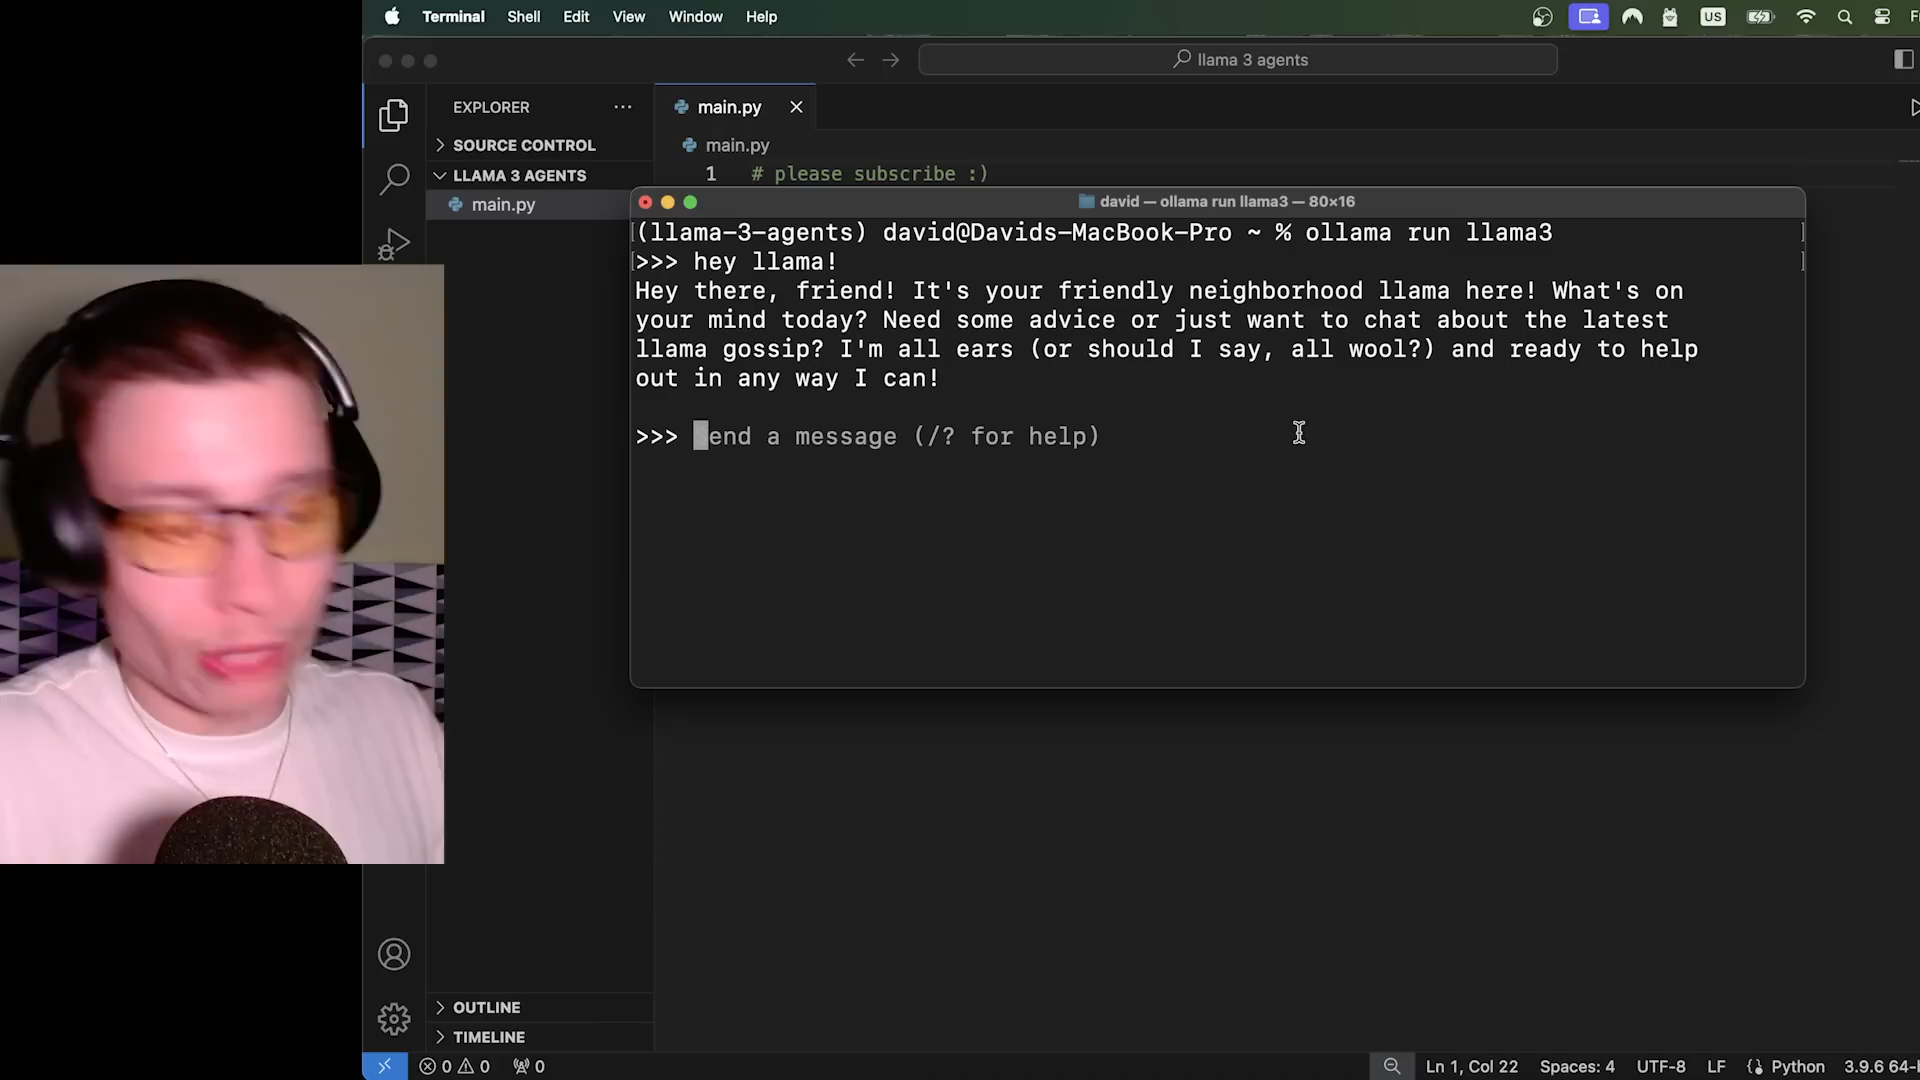 Terminal Shell Edit View Window Help US
llama 3 agents
EXPLORER
main.py
SOURCE CONTROL
main.py
LLAMA 3 AGENTS
1 # please subscribe :)
main.py
david — ollama run llama3 — 80×16
(llama-3-agents) david@Davids-MacBook-Pro ~ % ollama run llama3
>>> hey llama!
Hey there, friend! It's your friendly neighborhood llama here! What's on
your mind today? Need some advice or just want to chat about the latest
llama gossip? I'm all ears (or should I say, all wool?) and ready to help
out in any way I can!
>>> end a message (/? for help)
OUTLINE
TIMELINE
0 0 0 Ln 1, Col 22 Spaces: 4 UTF-8 LF Python 3.9.6 64-